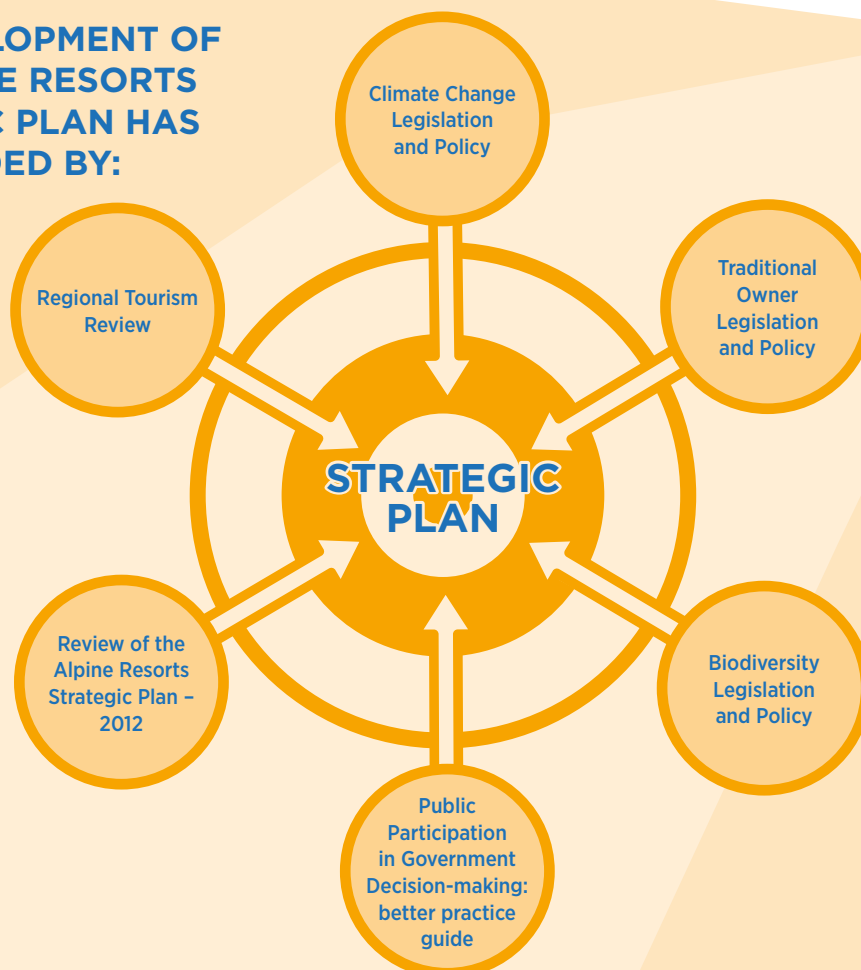 LOPMENT OF
E RESORTS
C PLAN HAS
DED BY:
Climate Change
Legislation
and Policy
Regional Tourism
Review
Traditional
Owner
Legislation
and Policy
STRATEGIC
PLAN
Review of the
Alpine Resorts
Strategic Plan –
2012
Biodiversity
Legislation
and Policy
Public
Participation
in Government
Decision-making:
better practice
guide